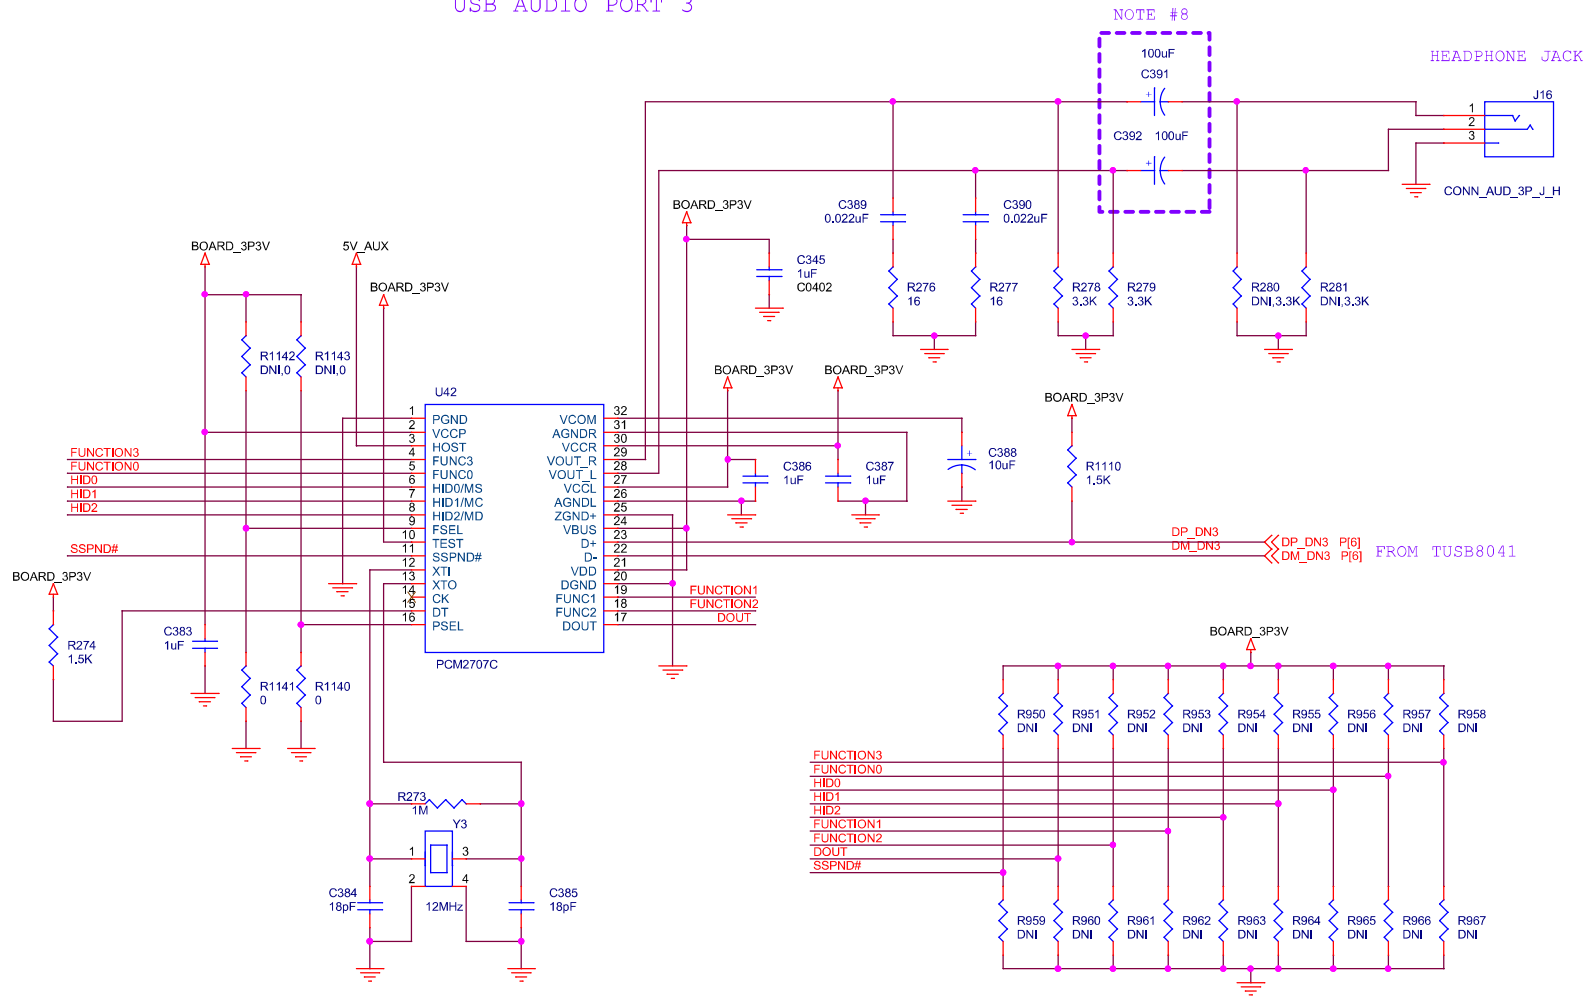 USB AUDIO PORT 3
NOTE #8
HEADPHONE JACK
100uF
C391
J16
1
2
3
C392 100uF
CONN_AUD_3P_J_H
BOARD_3P3V
C389
0.022uF
C390
0.022uF
BOARD_3P3V
5V_AUX
BOARD_3P3V
C345
1uF
C0402
R276
16
R277
16
R278
3.3K
R279
3.3K
R280
DNI,3.3K
R281
DNI,3.3K
R1142
DNI,0
R1143
DNI,0
BOARD_3P3V
BOARD_3P3V
BOARD_3P3V
U42
1 PGND
2 VCCP
3 HOST
4 FUNC3
5 FUNC0
6 HID0/MS
7 HID1/MC
8 HID2/MD
9 FSEL
10 TEST
11 SSPND#
12 XTI
13 XTO
14 CK
15 DT
16 PSEL
VCOM 32
AGNDR 31
VCCR 30
VOUT_R 29
VOUT_L 28
VCCL 27
AGNDL 26
ZGND+ 25
VBUS 24
D+ 23
D- 22
VDD 21
DGND 20
FUNC1 19
FUNC2 18
DOUT 17
PCM2707C
FUNCTION3
FUNCTION0
HID0
HID1
HID2
SSPND#
FUNCTION1
FUNCTION2
DOUT
C386
1uF
C387
1uF
C388
10uF
R1110
1.5K
DP_DN3
DM_DN3
DP_DN3 P[6]
DM_DN3 P[6]
FROM TUSB8041
BOARD_3P3V
R274
1.5K
C383
1uF
R1141
0
R1140
0
R273
1M
Y3
1
3
2
4
12MHz
C384
18pF
C385
18pF
BOARD_3P3V
R950
DNI
R951
DNI
R952
DNI
R953
DNI
R954
DNI
R955
DNI
R956
DNI
R957
DNI
R958
DNI
FUNCTION3
FUNCTION0
HID0
HID1
HID2
FUNCTION1
FUNCTION2
DOUT
SSPND#
R959
DNI
R960
DNI
R961
DNI
R962
DNI
R963
DNI
R964
DNI
R965
DNI
R966
DNI
R967
DNI